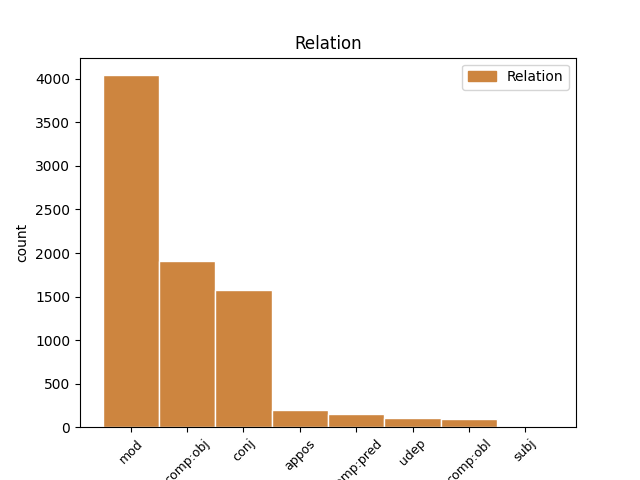 Relation
Relation
count
4000
3500
3000
2500
2000
1500
1000
500
0
mod
comp:obj
conj
appos
omp:pred
udep
comp:obl
subj